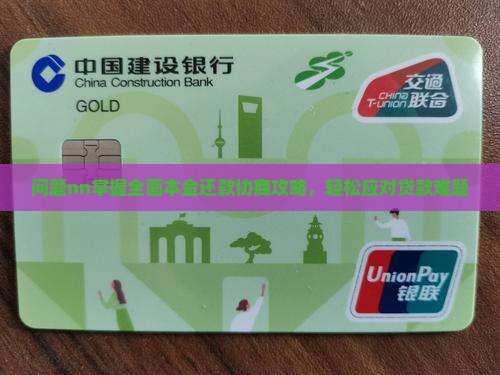 中国建设银行
China Construction Bank
GOLD
交通
CHINA
T-UNION 联合
问题nn掌握全面本金还款协商攻略，轻松应对贷款难题
UnionPay
银联